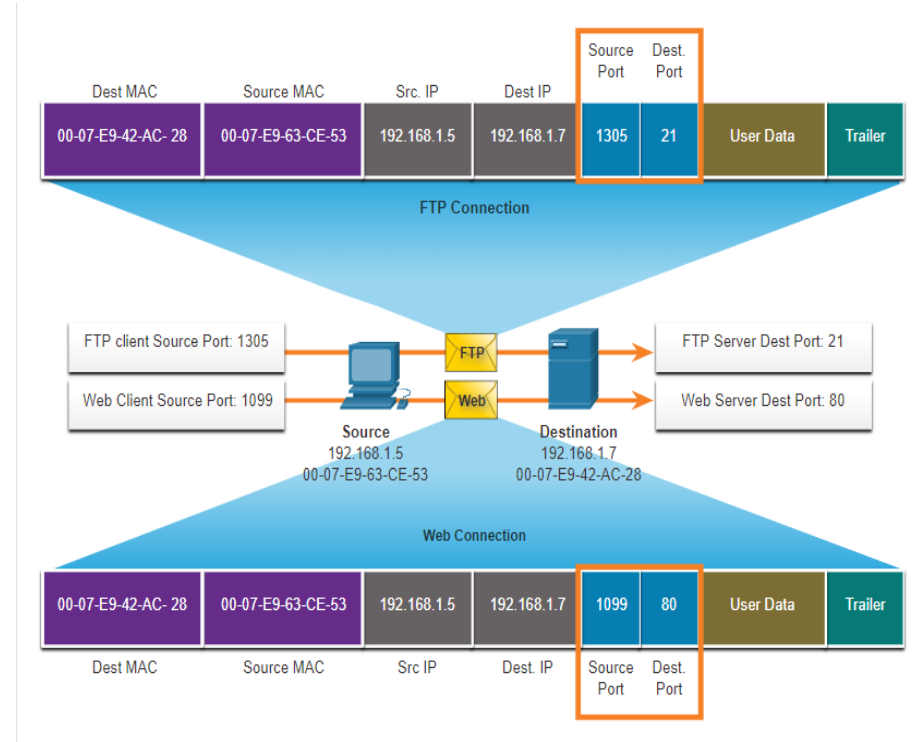 Source Dest.
Port Port
Dest MAC Source MAC Src. IP Dest IP
00-07-E9-42-AC- 28 00-07-E9-63-CE-53 192.168.1.5 192.168.1.7 1305 21 User Data Trailer
FTP Connection
FTP client Source Port: 1305 FTP FTP Server Dest Port: 21
Web Client Source Port: 1099 Web Web Server Dest Port: 80
Source Destination
192.168.1.5 192.168.1.7
00-07-E9-63-CE-53 00-07-E9-42-AC-28
Web Connection
00-07-E9-42-AC- 28 00-07-E9-63-CE-53 192.168.1.5 192.168.1.7 1099 80 User Data Trailer
Dest MAC Source MAC Src IP Dest. IP Source Dest.
Port Port